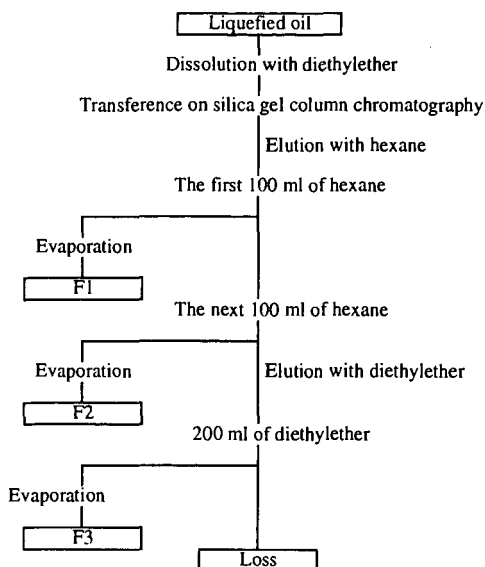 Liquefied oil
Dissolution with diethylether
Transference on silica gel column chromatography
Elution with hexane
The first 100 ml of hexane
Evaporation
F1
The next 100 ml of hexane
Evaporation
Elution with diethylether
F2
200 ml of diethylether
Evaporation
F3
Loss